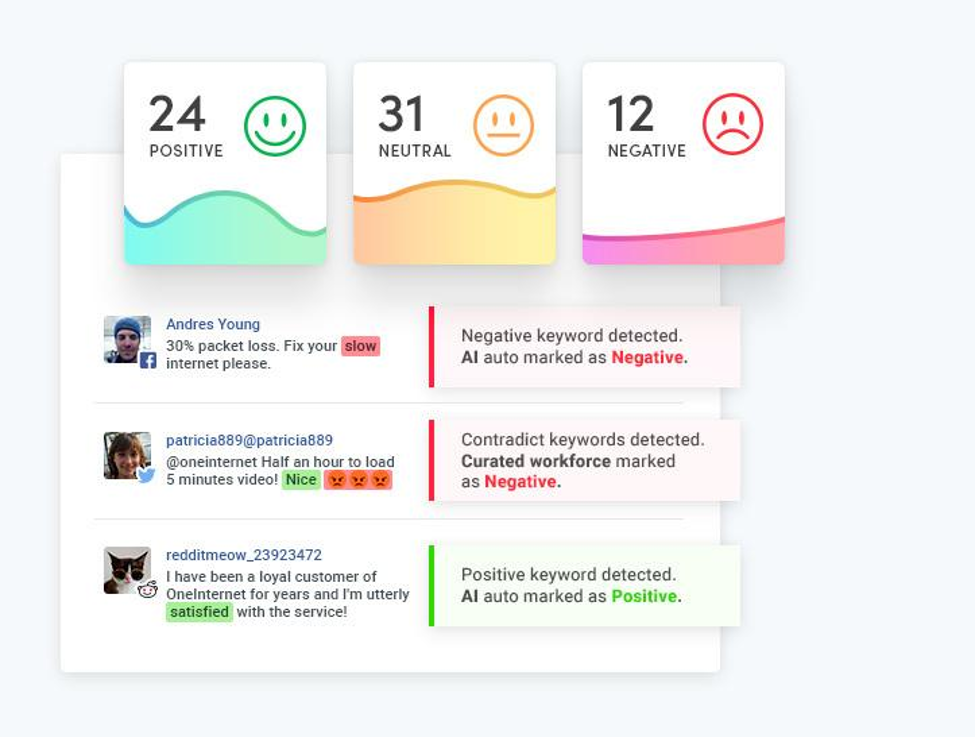 24
POSITIVE
31
NEUTRAL
12
NEGATIVE
Andres Young
30% packet loss. Fix your slow
internet please.
Negative keyword detected.
AI auto marked as Negative.
patricia889@patricia889
@oneinternet Half an hour to load
5 minutes video! Nice 😡😡😡
Contradict keywords detected.
Curated workforce marked
as Negative.
redditmeow_23923472
I have been a loyal customer of
OneInternet for years and I'm utterly
satisfied with the service!
Positive keyword detected.
AI auto marked as Positive.